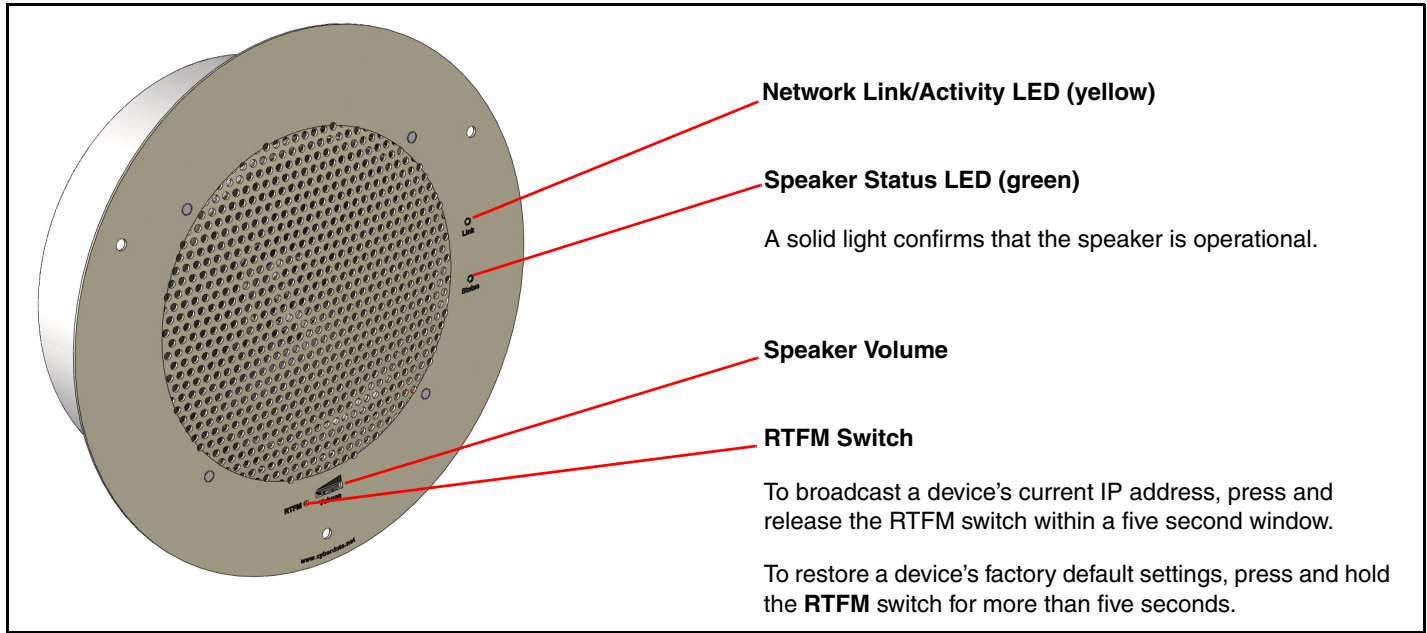 Network Link/Activity LED (yellow)
Speaker Status LED (green)
A solid light confirms that the speaker is operational.
Speaker Volume
RTFM Switch
To broadcast a device’s current IP address, press and
release the RTFM switch within a five second window.
To restore a device’s factory default settings, press and hold
the RTFM switch for more than five seconds.
Link
Status
Volume
RTFM
www.cyberdata.net